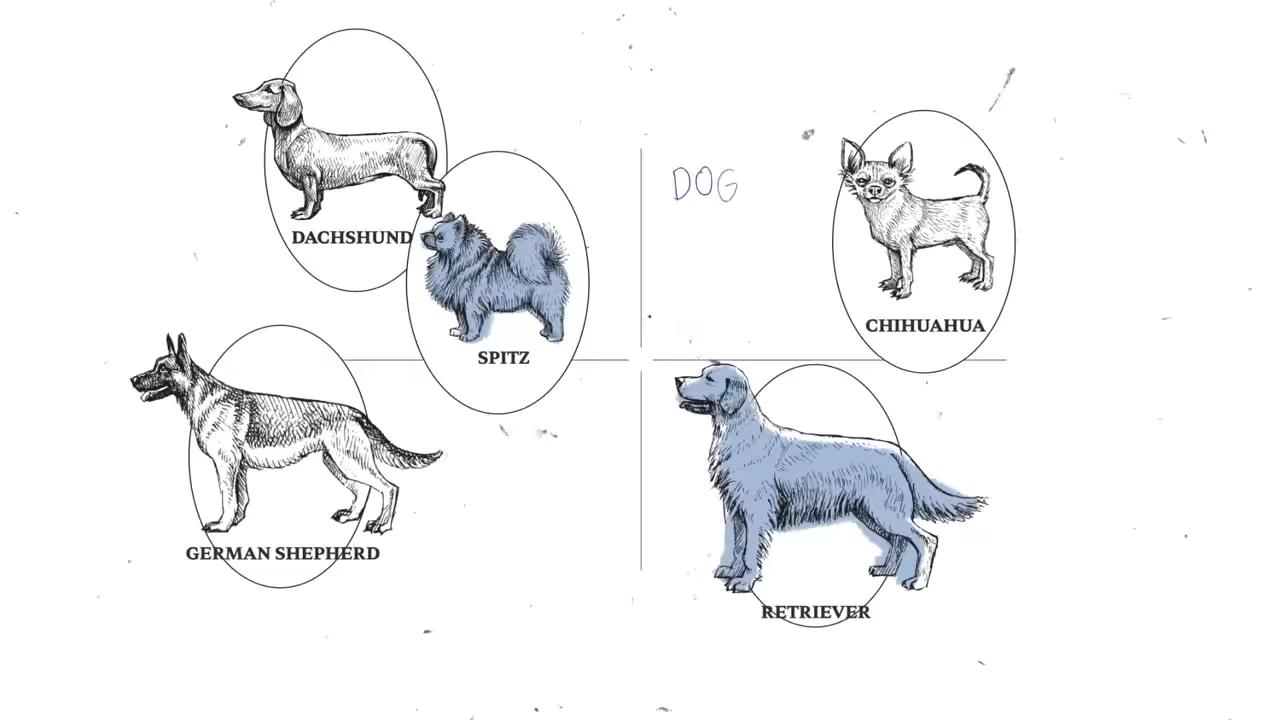 DACHSHUND
DOG
CHIHUAHUA
SPITZ
GERMAN SHEPHERD
RETRIEVER